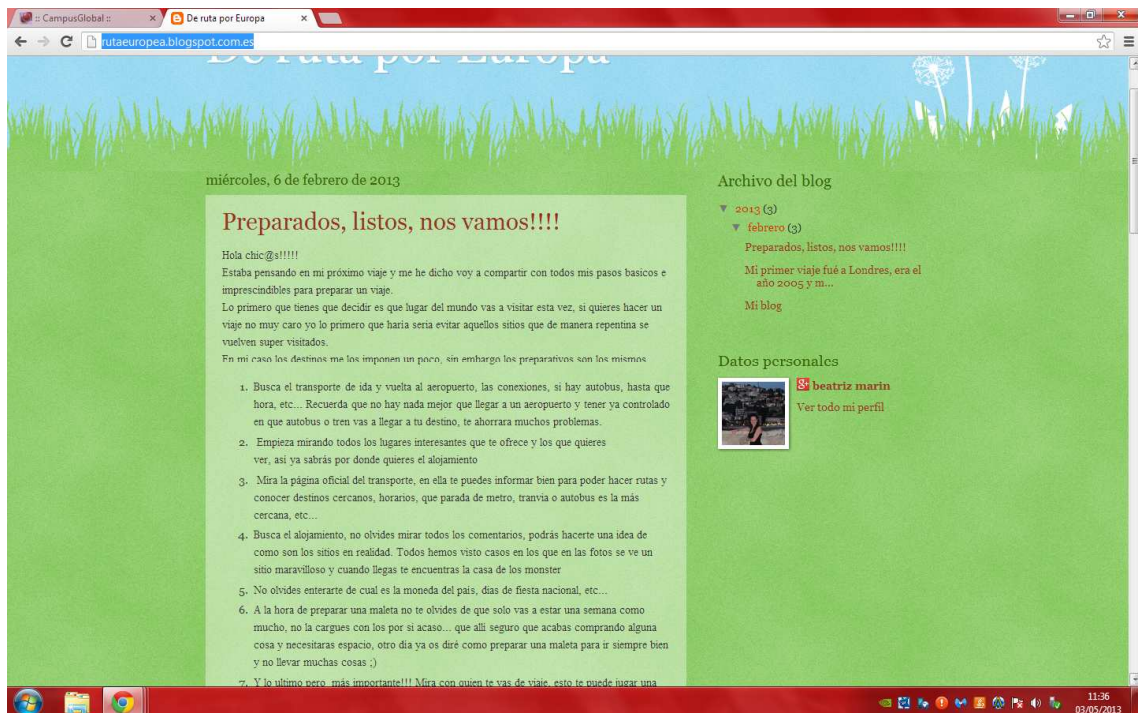 :: CampusGlobal ::
De ruta por Europa
rutaeuropea.blogspot.com.es
De ruta por Europa
miércoles, 6 de febrero de 2013
Preparados, listos, nos vamos!!!!
Hola chic@s!!!!!
Estaba pensando en mi próximo viaje y me he dicho voy a compartir con todos mis pasos basicos e
imprescindibles para preparar un viaje.
Lo primero que tienes que decidir es que lugar del mundo vas a visitar esta vez, si quieres hacer un
viaje no muy caro yo lo primero que haria seria evitar aquellos sitios que de manera repentina se
vuelven super visitados.
En mi caso los destinos me los imponen un poco, sin embargo los preparativos son los mismos
1. Busca el transporte de ida y vuelta al aeropuerto, las conexiones, si hay autobus, hasta que
hora, etc... Recuerda que no hay nada mejor que llegar a un aeropuerto y tener ya controlado
en que autobus o tren vas a llegar a tu destino, te ahorrara muchos problemas.
2. Empieza mirando todos los lugares interesantes que te ofrece y los que quieres
ver, asi ya sabrás por donde quieres el alojamiento
3. Mira la página oficial del transporte, en ella te puedes informar bien para poder hacer rutas y
conocer destinos cercanos, horarios, que parada de metro, tranvia o autobus es la más
cercana, etc...
4. Busca el alojamiento, no olvides mirar todos los comentarios, podrás hacerte una idea de
como son los sitios en realidad. Todos hemos visto casos en los que en las fotos se ve un
sitio maravilloso y cuando llegas te encuentras la casa de los monster
5. No olvides enterarte de cual es la moneda del país, dias de fiesta nacional, etc...
6. A la hora de preparar una maleta no te olvides de que solo vas a estar una semana como
mucho, no la cargues con los por si acaso... que alli seguro que acabas comprando alguna
cosa y necesitaras espacio, otro dia ya os diré como preparar una maleta para ir siempre bien
y no llevar muchas cosas ;)
7. Y lo ultimo pero más importante!!! Mira con quien te vas de viaje, esto te puede jugar una
Archivo del blog
▼ 2013 (3)
▼ febrero (3)
Preparados, listos, nos vamos!!!!
Mi primer viaje fué a Londres, era el
año 2005 y m...
Mi blog
Datos personales
beatriz marin
Ver todo mi perfil
11:36
03/05/2013